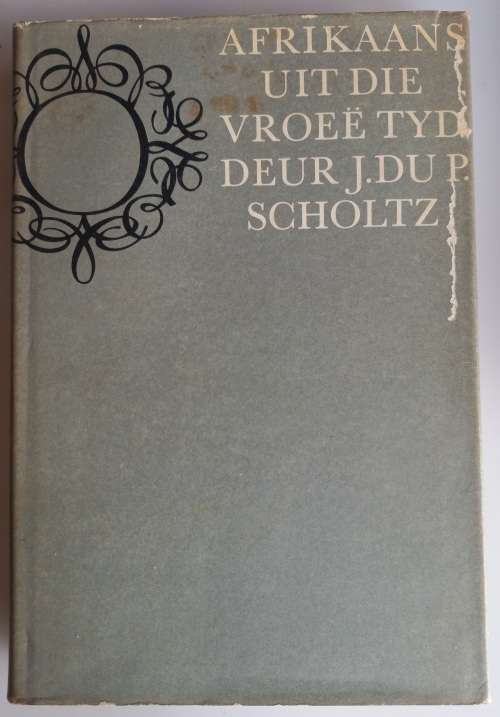 AFRIKAANS
UIT DIE
VROEË TYD
DEUR J. DU P.
SCHOLTZ